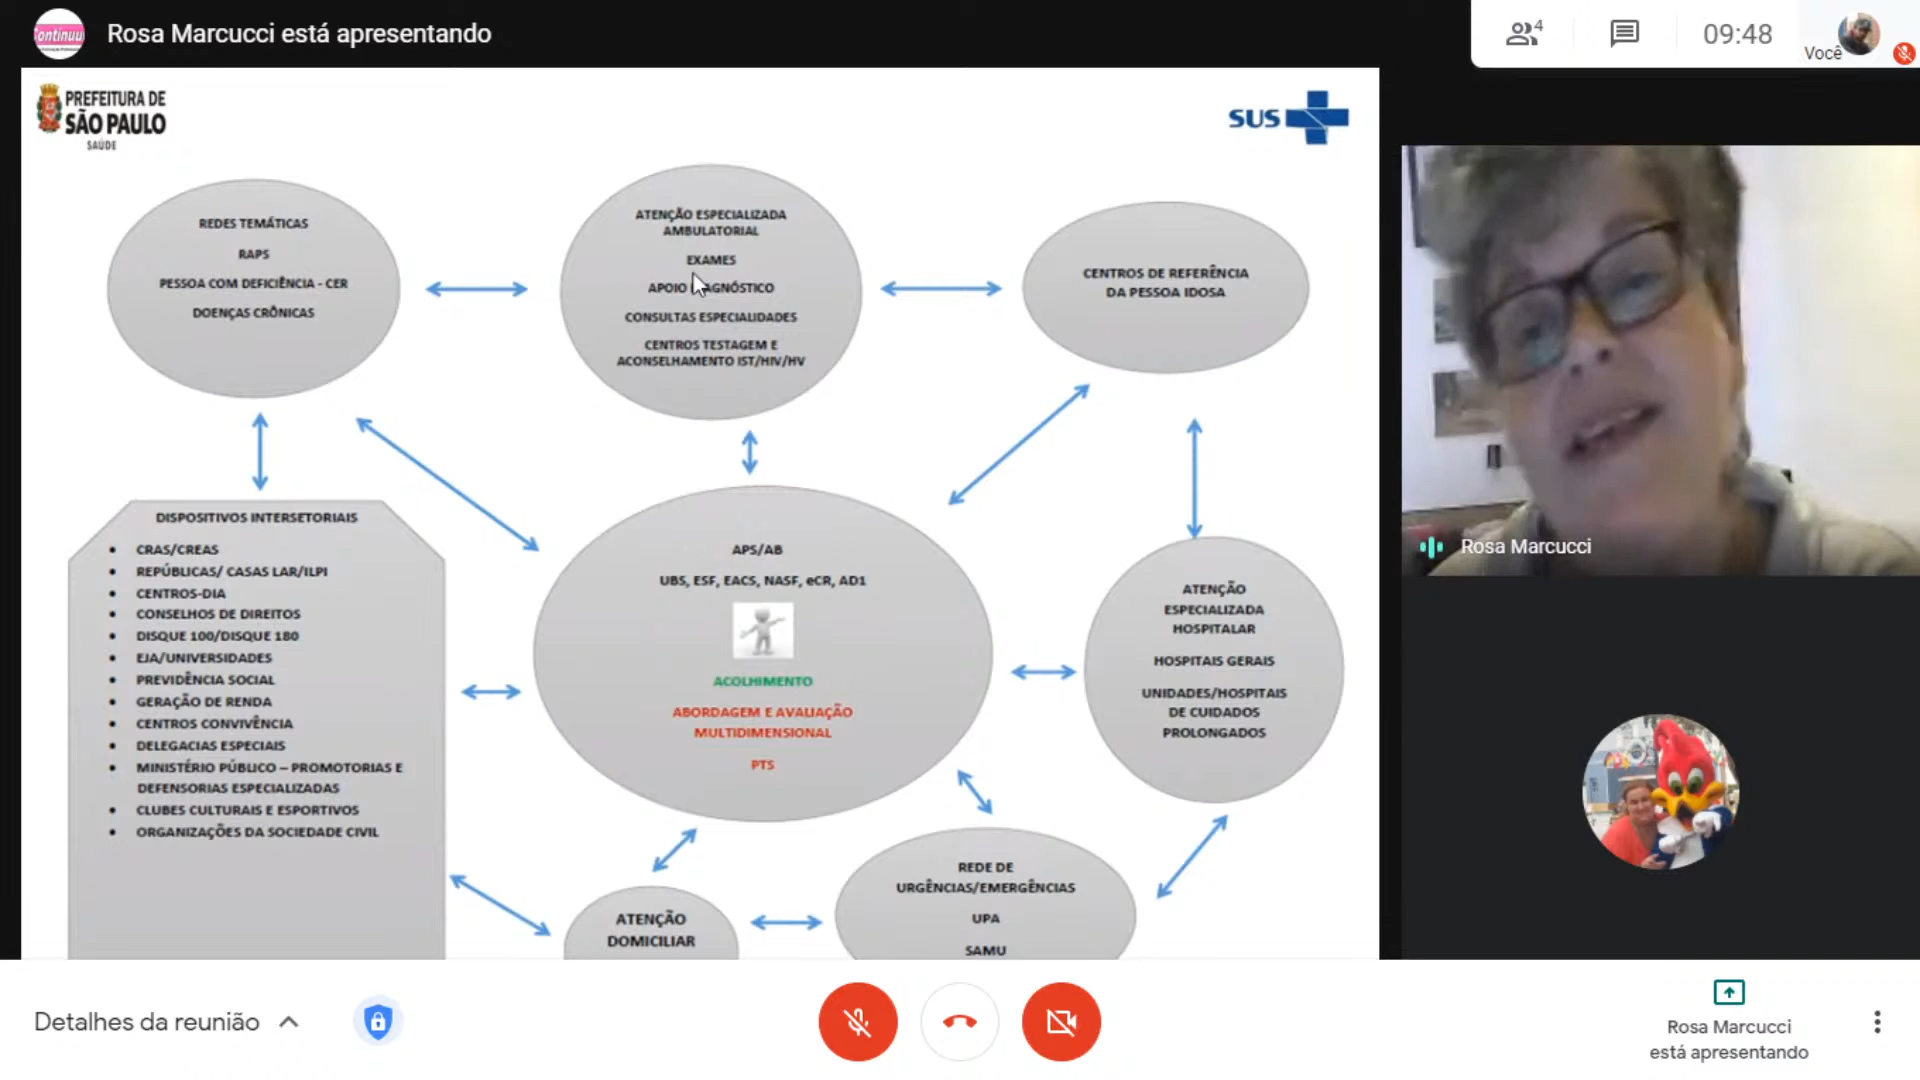 Continuu
Rosa Marcucci está apresentando
4
09:48
Você
PREFEITURA DE
SÃO PAULO
SAÚDE
SUS
REDES TEMÁTICAS
RAPS
PESSOA COM DEFICIÊNCIA - CER
DOENÇAS CRÔNICAS
ATENÇÃO ESPECIALIZADA
AMBULATORIAL
EXAMES
APOIO DIAGNÓSTICO
CONSULTAS ESPECIALIDADES
CENTROS TESTAGEM E
ACONSELHAMENTO IST/HIV/HV
CENTROS DE REFERÊNCIA
DA PESSOA IDOSA
DISPOSITIVOS INTERSETORIAIS
• CRAS/CREAS
• REPÚBLICAS/ CASAS LAR/ILPI
• CENTROS-DIA
• CONSELHOS DE DIREITOS
• DISQUE 100/DISQUE 180
• EJA/UNIVERSIDADES
• PREVIDÊNCIA SOCIAL
• GERAÇÃO DE RENDA
• CENTROS CONVIVÊNCIA
• DELEGACIAS ESPECIAIS
• MINISTÉRIO PÚBLICO – PROMOTORIAS E
DEFENSORIAS ESPECIALIZADAS
• CLUBES CULTURAIS E ESPORTIVOS
• ORGANIZAÇÕES DA SOCIEDADE CIVIL
APS/AB
UBS, ESF, EACS, NASF, eCR, AD1
ACOLHIMENTO
ABORDAGEM E AVALIAÇÃO
MULTIDIMENSIONAL
PTS
ATENÇÃO
ESPECIALIZADA
HOSPITALAR
HOSPITAIS GERAIS
UNIDADES/HOSPITAIS
DE CUIDADOS
PROLONGADOS
ATENÇÃO
DOMICILIAR
REDE DE
URGÊNCIAS/EMERGÊNCIAS
UPA
SAMU
Rosa Marcucci
Detalhes da reunião
Rosa Marcucci
está apresentando